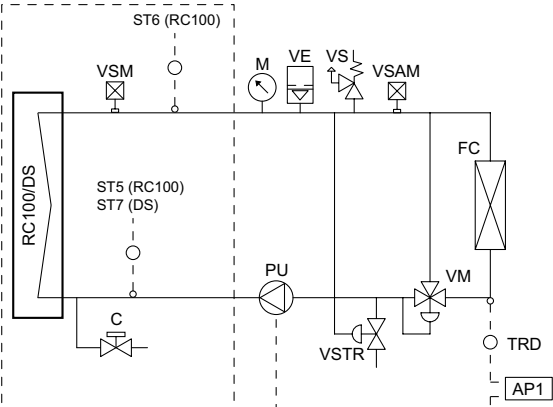 ST6 (RC100)
M
VE
VS
VSM
VSAM
FC
RC100/DS
ST5 (RC100)
ST7 (DS)
PU
VM
C
VSTR
TRD
AP1